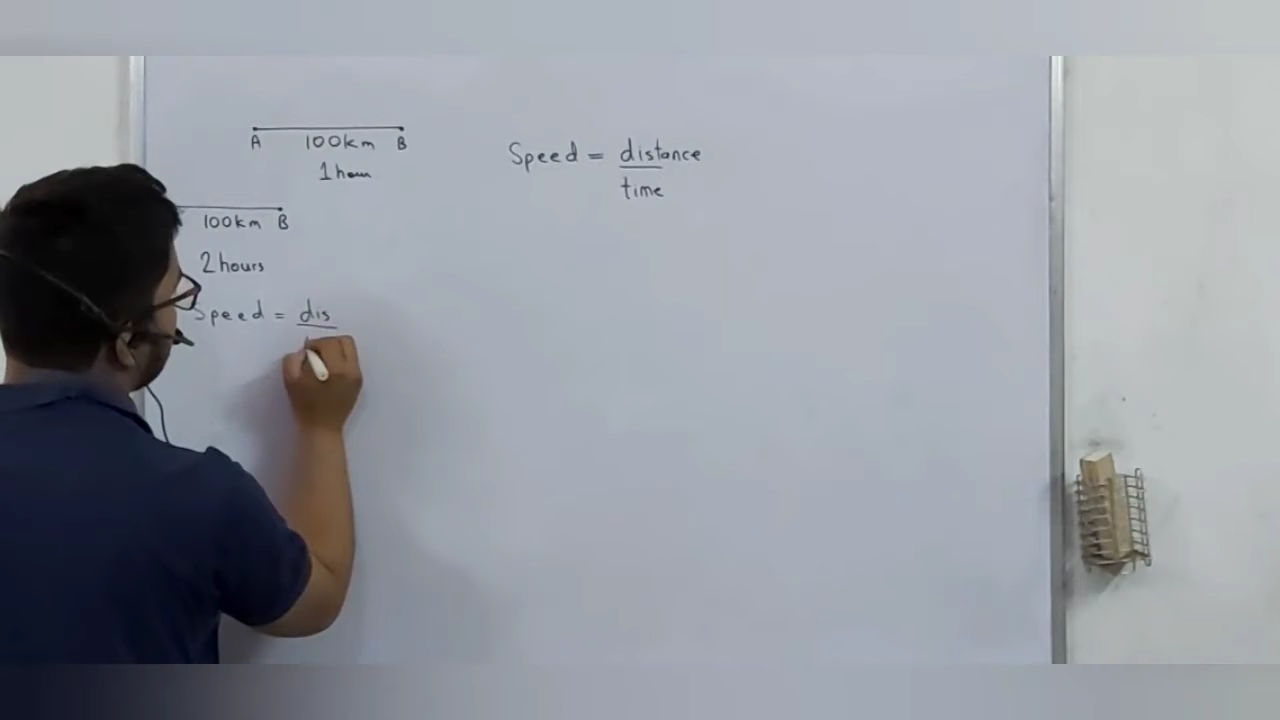 A 100km B
1 hour
Speed = distance
time
100km B
2 hours
Speed = dis